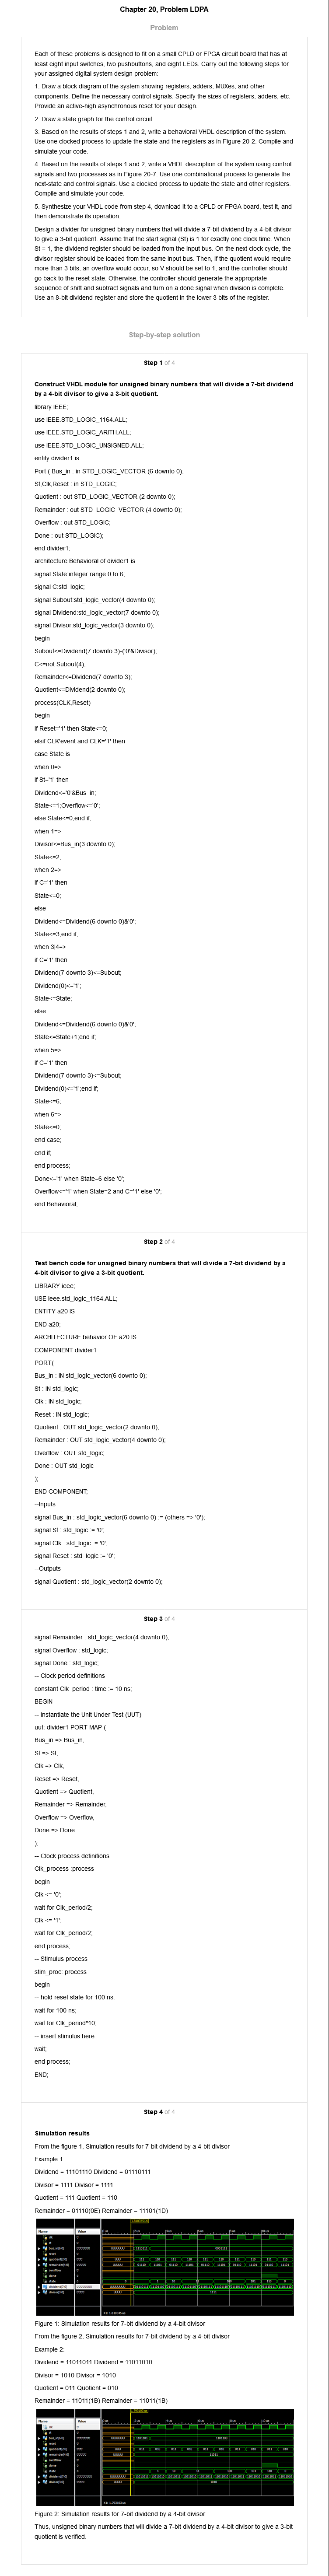 Chapter 20, Problem LDPA
Problem
Each of these problems is designed to fit on a small CPLD or FPGA circuit board that has at
least eight input switches, two pushbuttons, and eight LEDs. Carry out the following steps for
your assigned digital system design problem:
1. Draw a block diagram of the system showing registers, adders, MUXes, and other
components. Define the necessary control signals. Specify the sizes of registers, adders, etc.
Provide an active-high asynchronous reset for your design.
2. Draw a state graph for the control circuit.
3. Based on the results of steps 1 and 2, write a behavioral VHDL description of the system.
Use one clocked process to update the state and the registers as in Figure 20-2. Compile and
simulate your code.
4. Based on the results of steps 1 and 2, write a VHDL description of the system using control
signals and two processes as in Figure 20-7. Use one combinational process to generate the
next-state and control signals. Use a clocked process to update the state and other registers.
Compile and simulate your code.
5. Synthesize your VHDL code from step 4, download it to a CPLD or FPGA board, test it, and
then demonstrate its operation.
Design a divider for unsigned binary numbers that will divide a 7-bit dividend by a 4-bit divisor
to give a 3-bit quotient. Assume that the start signal (St) is 1 for exactly one clock time. When
St = 1, the dividend register should be loaded from the input bus. On the next clock cycle, the
divisor register should be loaded from the same input bus. Then, if the quotient would require
more than 3 bits, an overflow would occur, so V should be set to 1, and the controller should
go back to the reset state. Otherwise, the controller should generate the appropriate
sequence of shift and subtract signals and turn on a done signal when division is complete.
Use an 8-bit dividend register and store the quotient in the lower 3 bits of the register.
Step-by-step solution
Step 1 of 4
Construct VHDL module for unsigned binary numbers that will divide a 7-bit dividend
by a 4-bit divisor to give a 3-bit quotient.
library IEEE;
use IEEE.STD_LOGIC_1164.ALL;
use IEEE.STD_LOGIC_ARITH.ALL;
use IEEE.STD_LOGIC_UNSIGNED.ALL;
entity divider1 is
Port ( Bus_in : in STD_LOGIC_VECTOR (6 downto 0);
St,Clk,Reset : in STD_LOGIC;
Quotient : out STD_LOGIC_VECTOR (2 downto 0);
Remainder : out STD_LOGIC_VECTOR (4 downto 0);
Overflow : out STD_LOGIC;
Done : out STD_LOGIC);
end divider1;
architecture Behavioral of divider1 is
signal State:integer range 0 to 6;
signal C:std_logic;
signal Subout:std_logic_vector(4 downto 0);
signal Dividend:std_logic_vector(7 downto 0);
signal Divisor:std_logic_vector(3 downto 0);
begin
Subout<=Dividend(7 downto 3)-('0'&Divisor);
C<=not Subout(4);
Remainder<=Dividend(7 downto 3);
Quotient<=Dividend(2 downto 0);
process(CLK,Reset)
begin
if Reset='1' then State<=0;
elsif CLK'event and CLK='1' then
case State is
when 0=>
if St='1' then
Dividend<='0'&Bus_in;
State<=1;Overflow<='0';
else State<=0;end if;
when 1=>
Divisor<=Bus_in(3 downto 0);
State<=2;
when 2=>
if C='1' then
State<=0;
else
Dividend<=Dividend(6 downto 0)&'0';
State<=3;end if;
when 3|4=>
if C='1' then
Dividend(7 downto 3)<=Subout;
Dividend(0)<='1';
State<=State;
else
Dividend<=Dividend(6 downto 0)&'0';
State<=State+1;end if;
when 5=>
if C='1' then
Dividend(7 downto 3)<=Subout;
Dividend(0)<='1';end if;
State<=6;
when 6=>
State<=0;
end case;
end if;
end process;
Done<='1' when State=6 else '0';
Overflow<='1' when State=2 and C='1' else '0';
end Behavioral;
Step 2 of 4
Test bench code for unsigned binary numbers that will divide a 7-bit dividend by a
4-bit divisor to give a 3-bit quotient.
LIBRARY ieee;
USE ieee.std_logic_1164.ALL;
ENTITY a20 IS
END a20;
ARCHITECTURE behavior OF a20 IS
COMPONENT divider1
PORT(
Bus_in : IN std_logic_vector(6 downto 0);
St : IN std_logic;
Clk : IN std_logic;
Reset : IN std_logic;
Quotient : OUT std_logic_vector(2 downto 0);
Remainder : OUT std_logic_vector(4 downto 0);
Overflow : OUT std_logic;
Done : OUT std_logic
);
END COMPONENT;
--Inputs
signal Bus_in : std_logic_vector(6 downto 0) := (others => '0');
signal St : std_logic := '0';
signal Clk : std_logic := '0';
signal Reset : std_logic := '0';
--Outputs
signal Quotient : std_logic_vector(2 downto 0);
Step 3 of 4
signal Remainder : std_logic_vector(4 downto 0);
signal Overflow : std_logic;
signal Done : std_logic;
-- Clock period definitions
constant Clk_period : time := 10 ns;
BEGIN
-- Instantiate the Unit Under Test (UUT)
uut: divider1 PORT MAP (
Bus_in => Bus_in,
St => St,
Clk => Clk,
Reset => Reset,
Quotient => Quotient,
Remainder => Remainder,
Overflow => Overflow,
Done => Done
);
-- Clock process definitions
Clk_process :process
begin
Clk <= '0';
wait for Clk_period/2;
Clk <= '1';
wait for Clk_period/2;
end process;
-- Stimulus process
stim_proc: process
begin
-- hold reset state for 100 ns.
wait for 100 ns;
wait for Clk_period*10;
-- insert stimulus here
wait;
end process;
END;
Step 4 of 4
Simulation results
From the figure 1, Simulation results for 7-bit dividend by a 4-bit divisor
Example 1:
Dividend = 11101110 Dividend = 01110111
Divisor = 1111 Divisor = 1111
Quotient = 111 Quotient = 110
Remainder = 01110(0E) Remainder = 11101(1D)
Name Value
Figure 1: Simulation results for 7-bit dividend by a 4-bit divisor
From the figure 2, Simulation results for 7-bit dividend by a 4-bit divisor
Example 2:
Dividend = 11011011 Dividend = 11011010
Divisor = 1010 Divisor = 1010
Quotient = 011 Quotient = 010
Remainder = 11011(1B) Remainder = 11011(1B)
Name Value
Figure 2: Simulation results for 7-bit dividend by a 4-bit divisor
Thus, unsigned binary numbers that will divide a 7-bit dividend by a 4-bit divisor to give a 3-bit
quotient is verified.